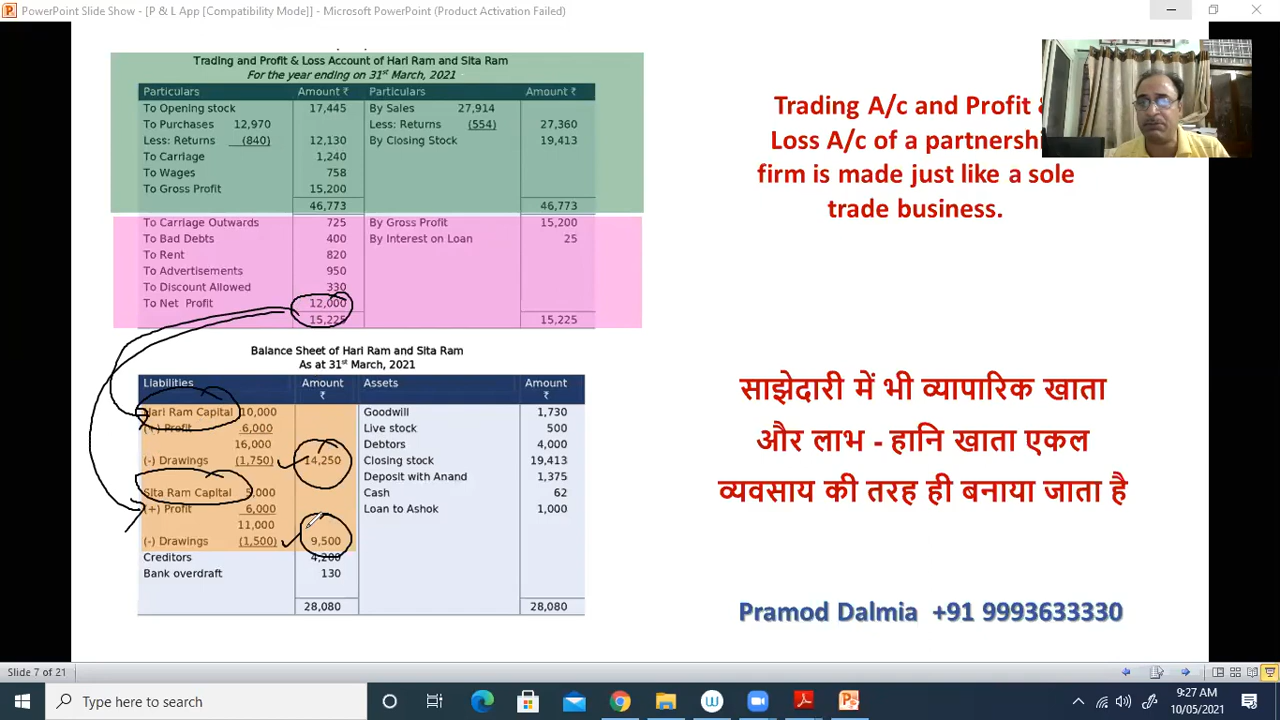 PowerPoint Slide Show - [P & L App [Compatibility Mode]] - Microsoft PowerPoint (Product Activation Failed)
Trading and Profit & Loss Account of Hari Ram and Sita Ram
For the year ending on 31st March, 2021
Particulars Amount ₹ Particulars Amount ₹
To Opening stock 17,445 By Sales 27,914
To Purchases 12,970 Less: Returns (554) 27,360
Less: Returns (840) 12,130 By Closing Stock 19,413
To Carriage 1,240
To Wages 758
To Gross Profit 15,200
46,773 46,773
To Carriage Outwards 725 By Gross Profit 15,200
To Bad Debts 400 By Interest on Loan 25
To Rent 820
To Advertisements 950
To Discount Allowed 330
To Net Profit 12,000
15,225 15,225
Balance Sheet of Hari Ram and Sita Ram
As at 31st March, 2021
Liabilities Amount ₹ Assets Amount ₹
Hari Ram Capital 10,000 Goodwill 1,730
(+) Profit 6,000 Live stock 500
16,000 Debtors 4,000
(-) Drawings (1,750) 14,250 Closing stock 19,413
Deposit with Anand 1,375
Sita Ram Capital 5,000 Cash 62
(+) Profit 6,000 Loan to Ashok 1,000
11,000
(-) Drawings (1,500) 9,500
Creditors 4,200
Bank overdraft 130
28,080 28,080
Trading A/c and Profit &
Loss A/c of a partnershi
firm is made just like a sole
trade business.
साझेदारी में भी व्यापारिक खाता
और लाभ - हानि खाता एकल
व्यवसाय की तरह ही बनाया जाता है
Pramod Dalmia +91 9993633330
Slide 7 of 21
Type here to search
9:27 AM
10/05/2021